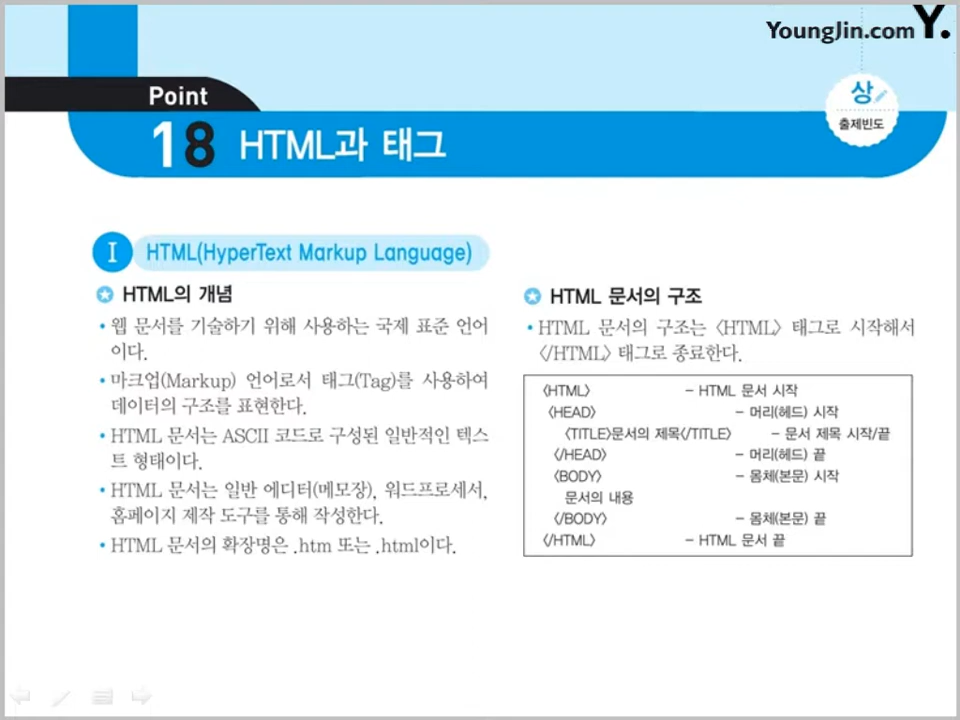 YoungJin.com Y.
Point
18 HTML과 태그
상
출제빈도
I HTML(HyperText Markup Language)
HTML의 개념
• 웹 문서를 기술하기 위해 사용하는 국제 표준 언어
이다.
• 마크업(Markup) 언어로서 태그(Tag)를 사용하여
데이터의 구조를 표현한다.
• HTML 문서는 ASCII 코드로 구성된 일반적인 텍스
트 형태이다.
• HTML 문서는 일반 에디터(메모장), 워드프로세서,
홈페이지 제작 도구를 통해 작성한다.
• HTML 문서의 확장명은 .htm 또는 .html이다.
HTML 문서의 구조
• HTML 문서의 구조는 〈HTML〉 태그로 시작해서
〈/HTML〉 태그로 종료한다.
〈HTML〉 – HTML 문서 시작
〈HEAD〉 – 머리(헤드) 시작
〈TITLE〉문서의 제목〈/TITLE〉 – 문서 제목 시작/끝
〈/HEAD〉 – 머리(헤드) 끝
〈BODY〉 – 몸체(본문) 시작
문서의 내용
〈/BODY〉 – 몸체(본문) 끝
〈/HTML〉 – HTML 문서 끝